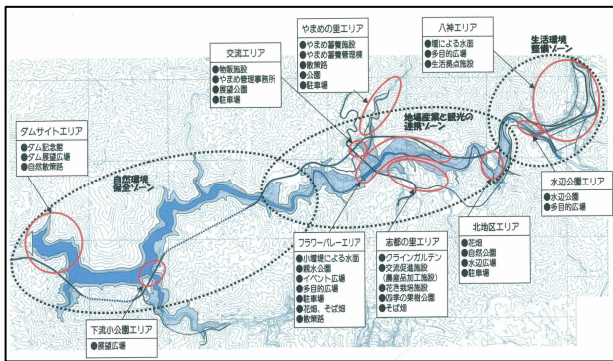 やまめの里エリア
●やまめ蓄養施設
●やまめ蓄養管理棟
●散策路
●公園
●駐車場
交流エリア
●物販施設
●やまめ管理事務所
●展望公園
●駐車場
八神エリア
●堰による水面
●多目的広場
●生活拠点施設
生活環境
整備ゾーン
地場産業と観光の
連携ゾーン
ダムサイトエリア
●ダム記念館
●ダム展望広場
●自然散策路
自然環境
保全ゾーン
水辺公園エリア
●水辺公園
●多目的広場
フラワーバレーエリア
●小堰堤による水面
●親水公園
●イベント広場
●多目的広場
●駐車場
●花畑、そば畑
●散策路
志都の里エリア
●クラインガルテン
●交流促進施設
(農産品加工施設)
●花き栽培施設
●四季の果樹公園
●そば畑
北地区エリア
●花畑
●自然公園
●水辺広場
●駐車場
下流小公園エリア
●展望広場